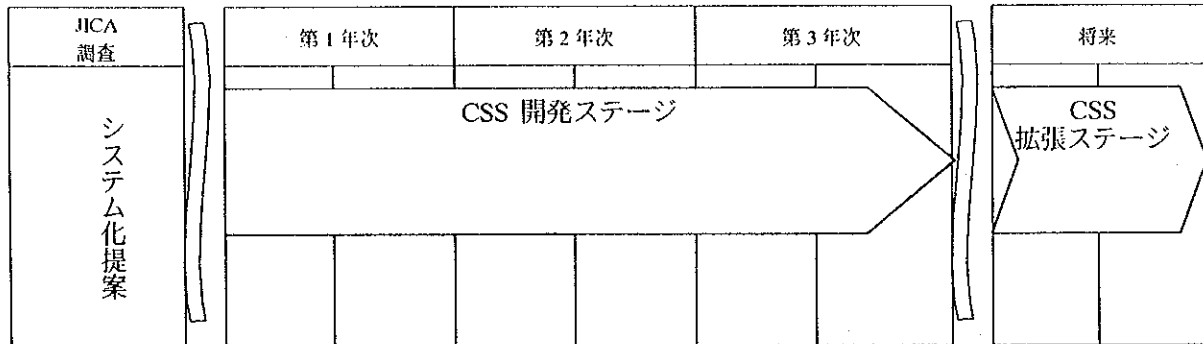 JICA
調査
第 1 年次
第 2 年次
第 3 年次
将来
システム化提案
CSS 開発ステージ
CSS
拡張ステージ